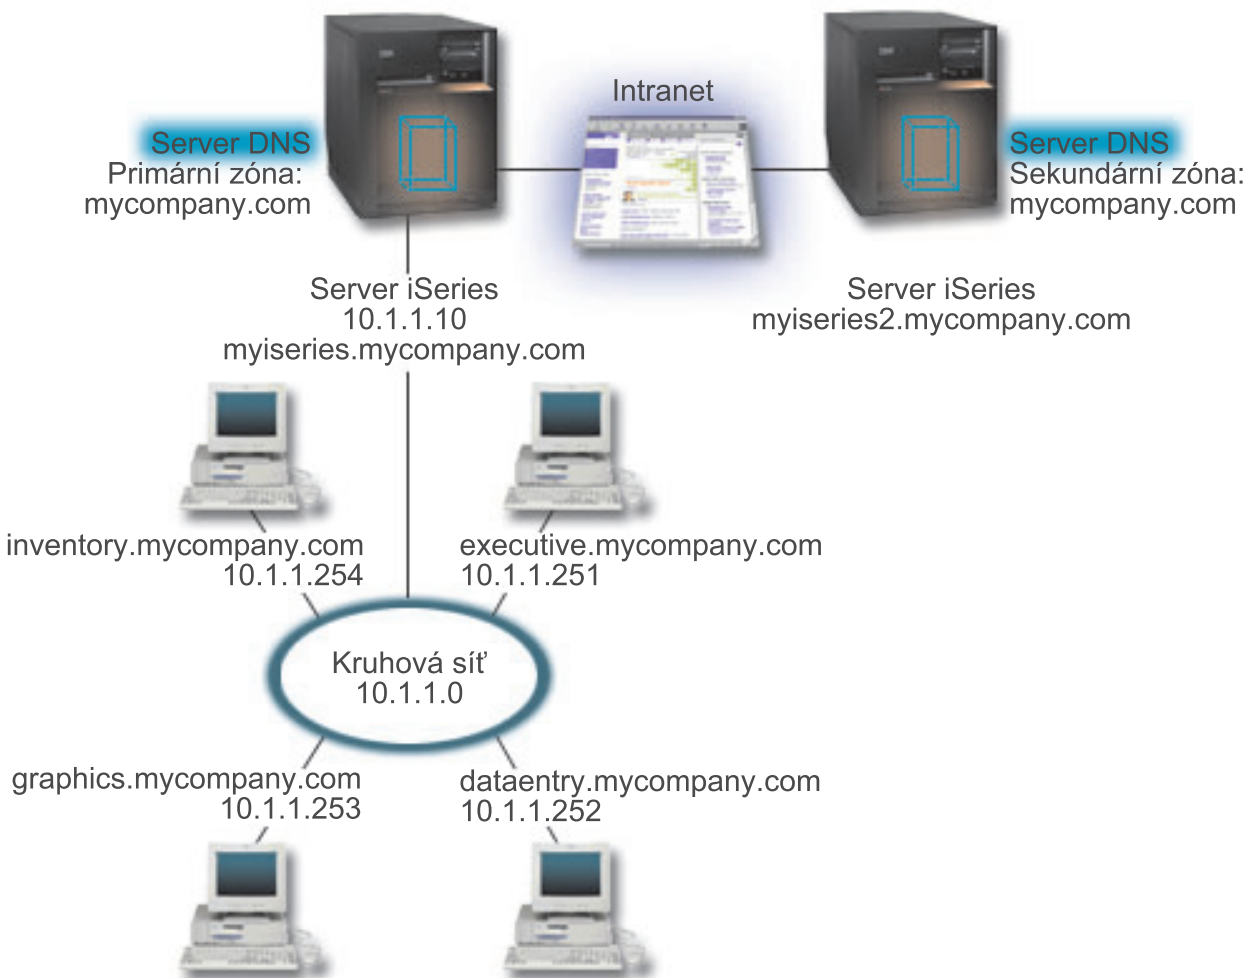 Intranet
Server DNS
Primární zóna:
mycompany.com
Server DNS
Sekundární zóna:
mycompany.com
Server iSeries
10.1.1.10
myiseries.mycompany.com
Server iSeries
myiseries2.mycompany.com
inventory.mycompany.com
10.1.1.254
executive.mycompany.com
10.1.1.251
Kruhová síť
10.1.1.0
graphics.mycompany.com
10.1.1.253
dataentry.mycompany.com
10.1.1.252